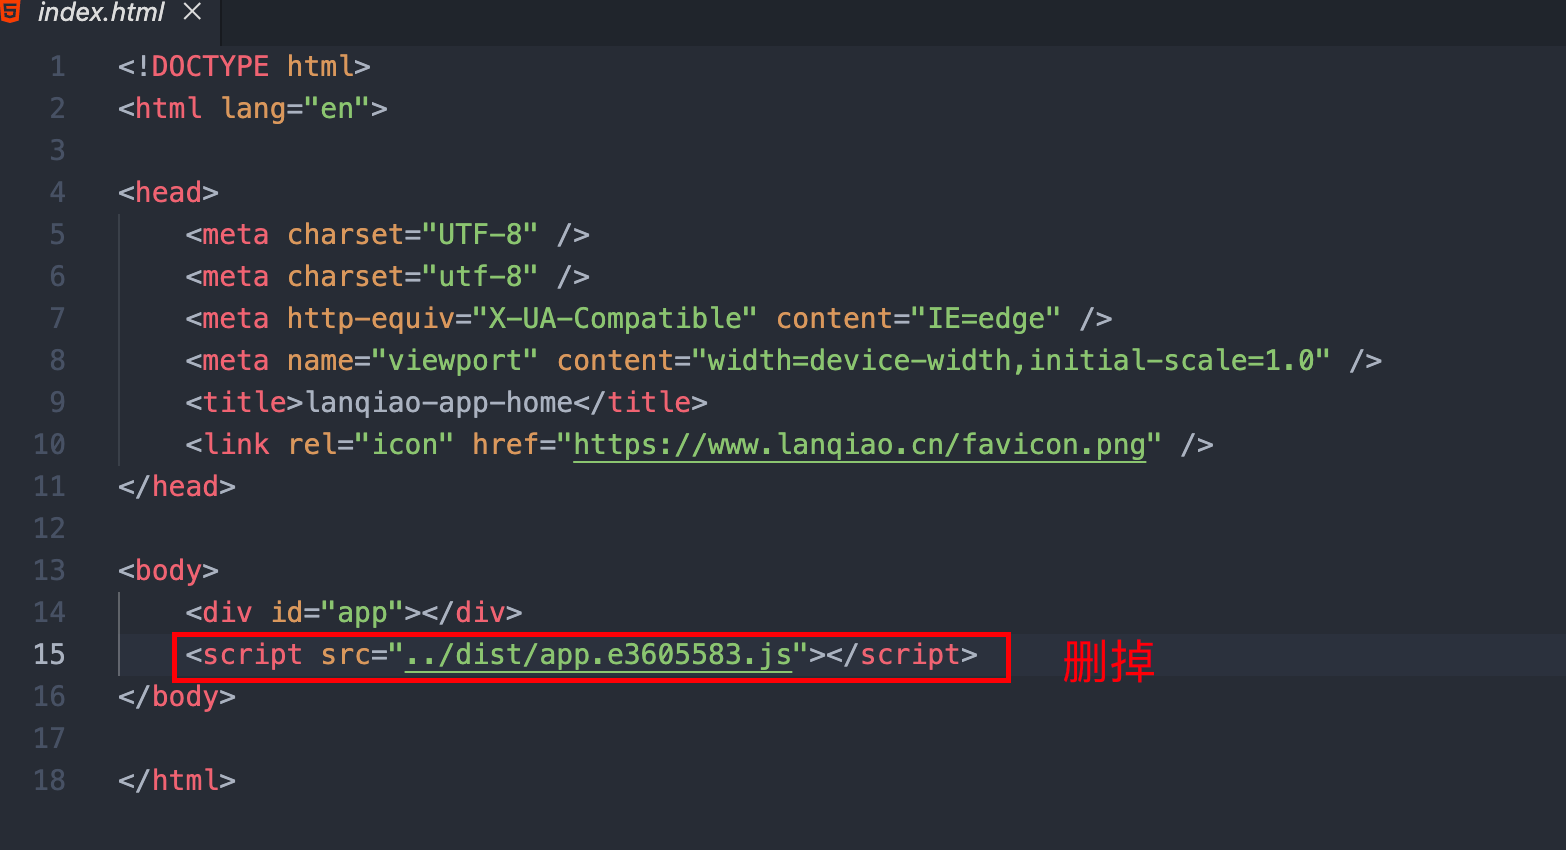 index.html ×
1 <!DOCTYPE html>
2 <html lang="en">
3
4 <head>
5 <meta charset="UTF-8" />
6 <meta charset="utf-8" />
7 <meta http-equiv="X-UA-Compatible" content="IE=edge" />
8 <meta name="viewport" content="width=device-width,initial-scale=1.0" />
9 <title>lanqiao-app-home</title>
10 <link rel="icon" href="https://www.lanqiao.cn/favicon.png" />
11 </head>
12
13 <body>
14 <div id="app"></div>
15 <script src="../dist/app.e3605583.js"></script> 删掉
16 </body>
17
18 </html>